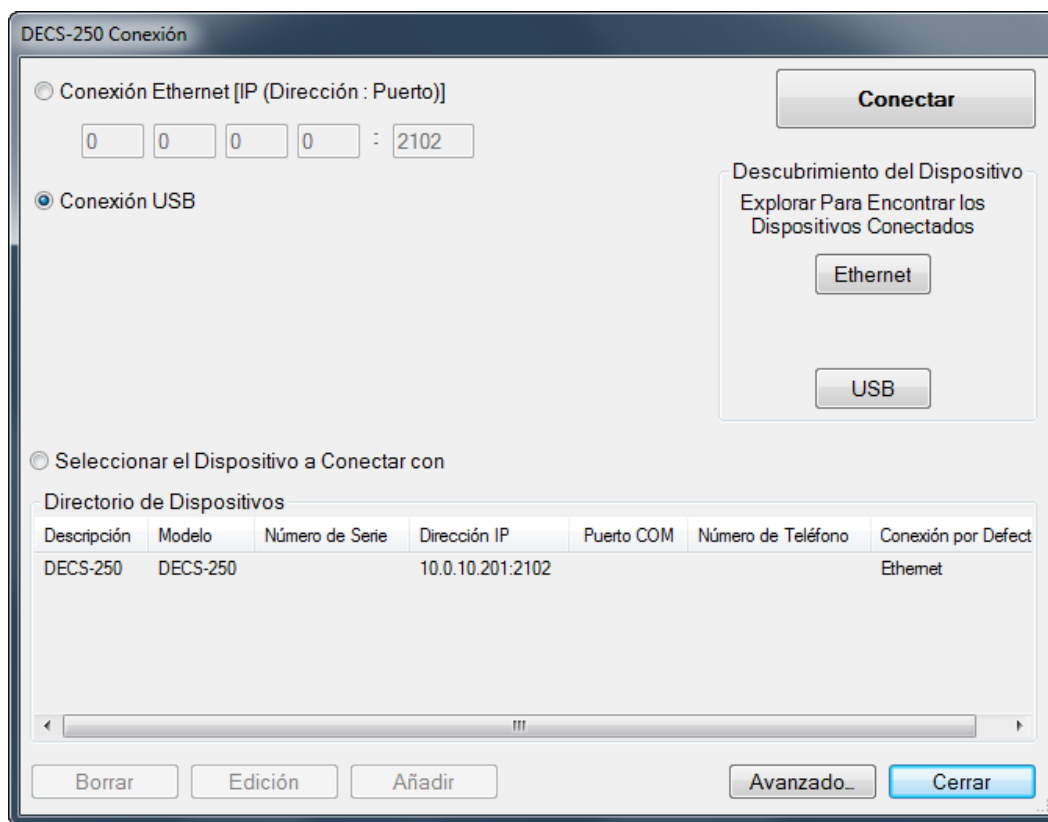 DECS-250 Conexión
Conexión Ethernet [IP (Dirección : Puerto)]
0 0 0 0 : 2102
Conectar
Conexión USB
Descubrimiento del Dispositivo
Explorar Para Encontrar los
Dispositivos Conectados
Ethernet
USB
Seleccionar el Dispositivo a Conectar con
Directorio de Dispositivos
Descripción Modelo Número de Serie Dirección IP Puerto COM Número de Teléfono Conexión por Defect
DECS-250 DECS-250 10.0.10.201:2102 Ethernet
Borrar Edición Añadir Avanzado... Cerrar